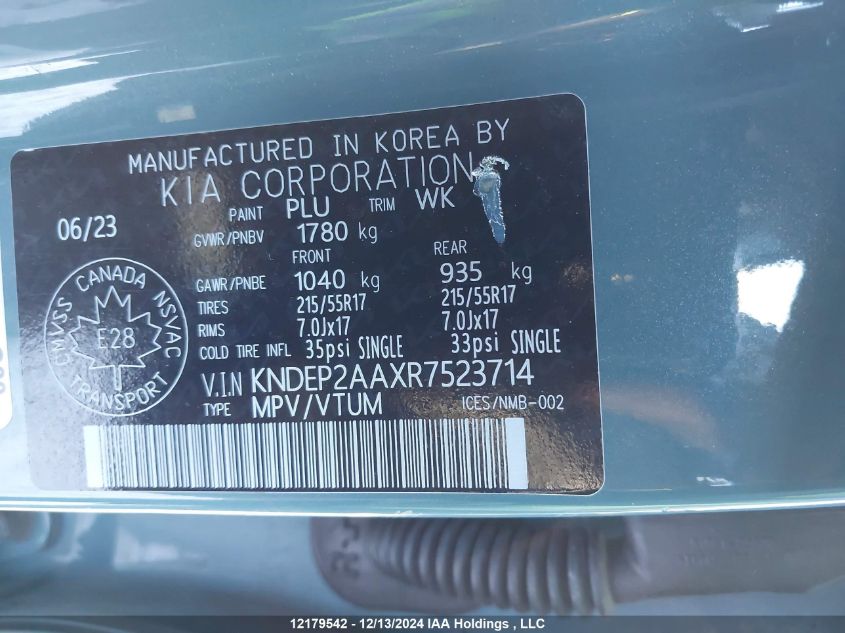 MANUFACTURED IN KOREA BY
KIA CORPORATION
06/23 PAINT PLU TRIM WK
GVWR/PNBV 1780 kg
FRONT REAR
GAWR/PNBE 1040 kg 935 kg
TIRES 215/55R17 215/55R17
RIMS 7.0Jx17 7.0Jx17
COLD TIRE INFL 35psi SINGLE 33psi SINGLE
CANADA
CMVSS NSVAC
E28
TRANSPORT
V.I.N KNDEP2AAXR7523714
TYPE MPV/VTUM ICES/NMB-002
12179542 - 12/13/2024 IAA Holdings , LLC